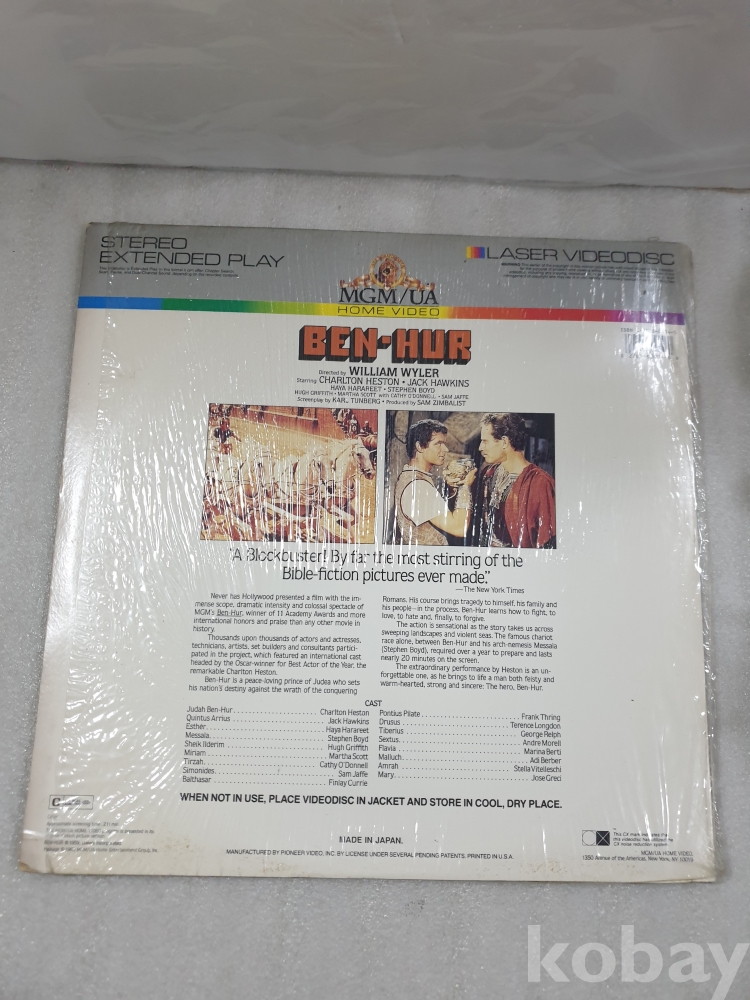 STEREO
EXTENDED PLAY
LASER VIDEODISC
MGM/UA
HOME VIDEO
BEN-HUR
Directed by WILLIAM WYLER
Starring CHARLTON HESTON • JACK HAWKINS
HAYA HARAREET • STEPHEN BOYD
HUGH GRIFFITH • MARTHA SCOTT with CATHY O'DONNELL • SAM JAFFE
Screenplay by KARL TUNBERG • Produced by SAM ZIMBALIST
"A Blockbuster! By far the most stirring of the
Bible-fiction pictures ever made."
—The New York Times
Never has Hollywood presented a film with the im-
mense scope, dramatic intensity and colossal spectacle of
MGM's Ben-Hur, winner of 11 Academy Awards and more
international honors and praise than any other movie in
history.
Thousands upon thousands of actors and actresses,
technicians, artists, set builders and consultants partici-
pated in the project, which featured an international cast
headed by the Oscar-winner for Best Actor of the Year, the
remarkable Charlton Heston.
Ben-Hur is a peace-loving prince of Judea who sets
his nation's destiny against the wrath of the conquering
Romans. His course brings tragedy to himself, his family and
his people—in the process, Ben-Hur learns how to fight, to
love, to hate and, finally, to forgive.
The action is sensational as the story takes us across
sweeping landscapes and violent seas. The famous chariot
race alone, between Ben-Hur and his arch-nemesis Messala
(Stephen Boyd), required over a year to prepare and lasts
nearly 20 minutes on the screen.
The extraordinary performance by Heston is an un-
forgettable one, as he brings to life a man both feisty and
warm-hearted, strong and sincere: The hero, Ben-Hur.
CAST
Judah Ben-Hur Charlton Heston
Quintus Arrius Jack Hawkins
Esther Haya Harareet
Messala Stephen Boyd
Sheik Ilderim Hugh Griffith
Miriam Martha Scott
Tirzah Cathy O'Donnell
Simonides Sam Jaffe
Balthasar Finlay Currie
Pontius Pilate Frank Thring
Drusus Terence Longdon
Tiberius George Relph
Sextus Andre Morell
Flavia Marina Berti
Malluch Adi Berber
Amrah Stella Vitelleschi
Mary Jose Greci
WHEN NOT IN USE, PLACE VIDEODISC IN JACKET AND STORE IN COOL, DRY PLACE.
MADE IN JAPAN.
MANUFACTURED BY PIONEER VIDEO, INC. BY LICENSE UNDER SEVERAL PENDING PATENTS. PRINTED IN U.S.A.
MGM/UA HOME VIDEO
1350 Avenue of the Americas, New York, N.Y. 10019
kobay